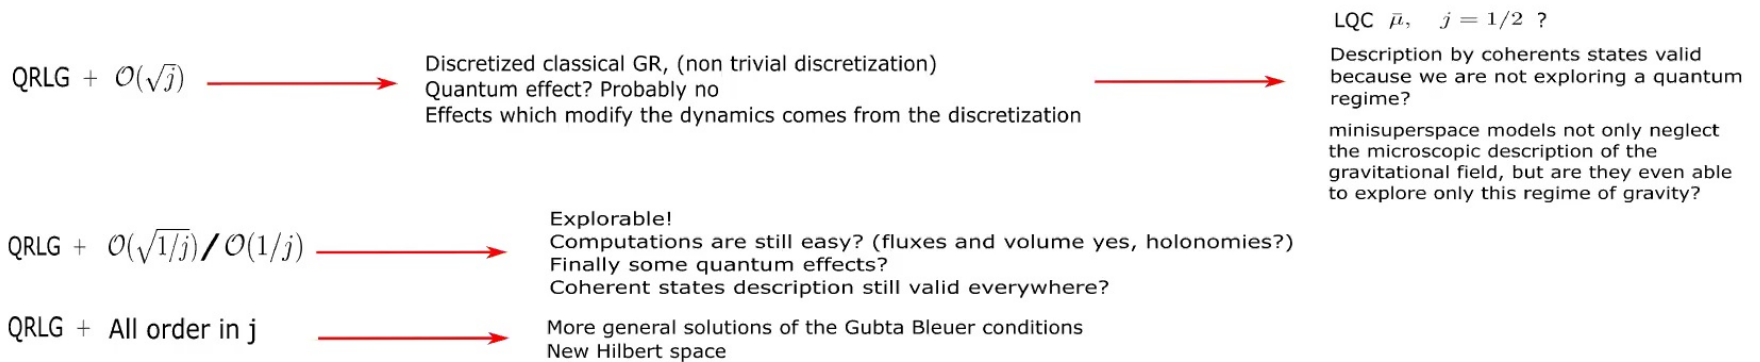 QRLG + 𝒪(√j)
Discretized classical GR, (non trivial discretization)
Quantum effect? Probably no
Effects which modify the dynamics comes from the discretization
LQC μ̄, j = 1/2 ?
Description by coherents states valid
because we are not exploring a quantum
regime?
minisuperspace models not only neglect
the microscopic description of the
gravitational field, but are they even able
to explore only this regime of gravity?
QRLG + 𝒪(√1/j) / 𝒪(1/j)
Explorable!
Computations are still easy? (fluxes and volume yes, holonomies?)
Finally some quantum effects?
Coherent states description still valid everywhere?
QRLG + All order in j
More general solutions of the Gubta Bleuer conditions
New Hilbert space